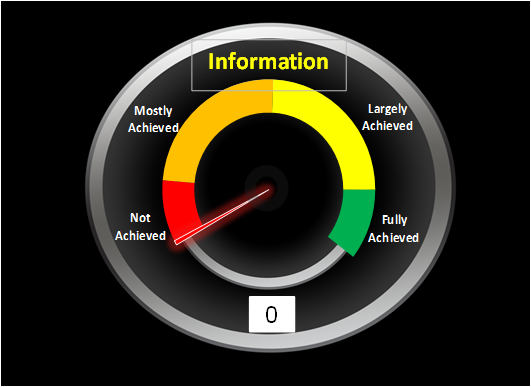 Information
Mostly
Achieved
Largely
Achieved
Not
Achieved
Fully
Achieved
0